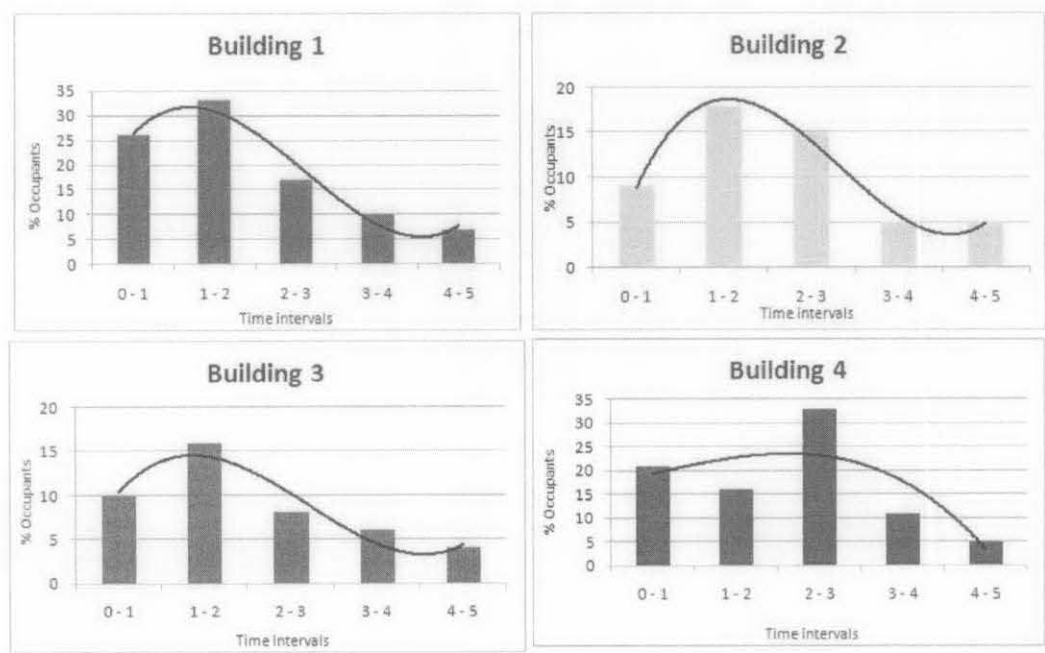 Building 1
35
30
25
20
15
10
5
0
% Occupants
0 - 1 1 - 2 2 - 3 3 - 4 4 - 5
Time intervals
Building 2
20
15
10
5
0
% Occupants
0 - 1 1 - 2 2 - 3 3 - 4 4 - 5
Time intervals
Building 3
20
15
10
5
0
% Occupants
0 - 1 1 - 2 2 - 3 3 - 4 4 - 5
Time intervals
Building 4
35
30
25
20
15
10
5
0
% Occupants
0 - 1 1 - 2 2 - 3 3 - 4 4 - 5
Time intervals